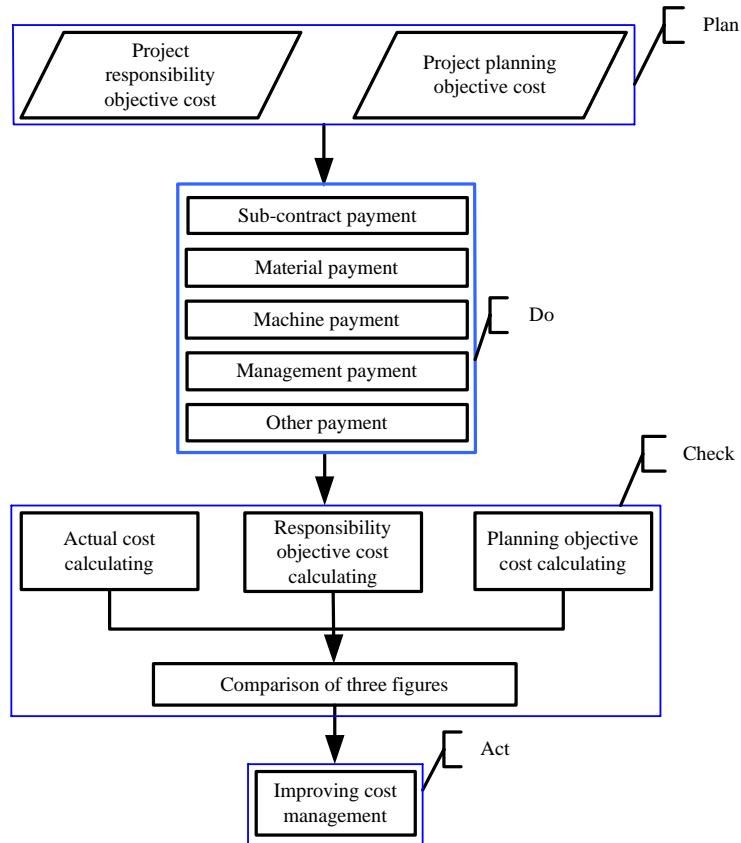 Plan
Project
responsibility
objective cost
Project planning
objective cost
Sub-contract payment
Material payment
Machine payment
Management payment
Other payment
Do
Check
Actual cost
calculating
Responsibility
objective cost
calculating
Planning objective
cost calculating
Comparison of three figures
Act
Improving cost
management